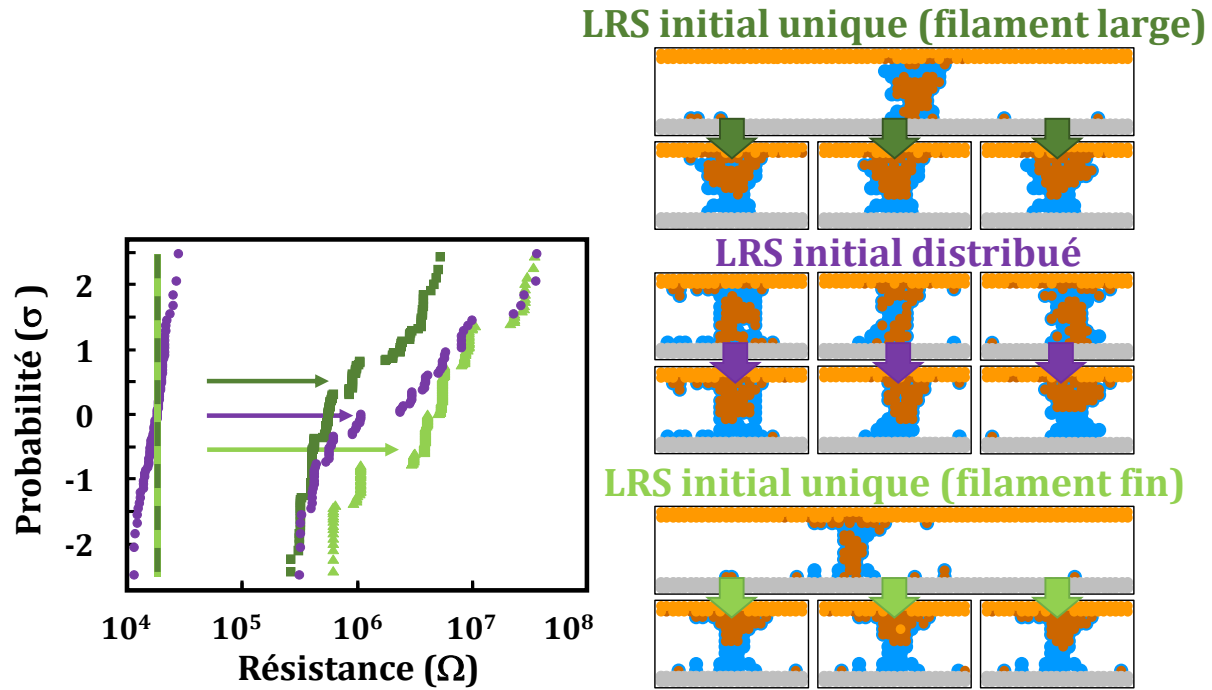 LRS initial unique (filament large)
LRS initial distribué
LRS initial unique (filament fin)
Probabilité (σ)
2
1
0
-1
-2
10⁴ 10⁵ 10⁶ 10⁷ 10⁸
Résistance (Ω)